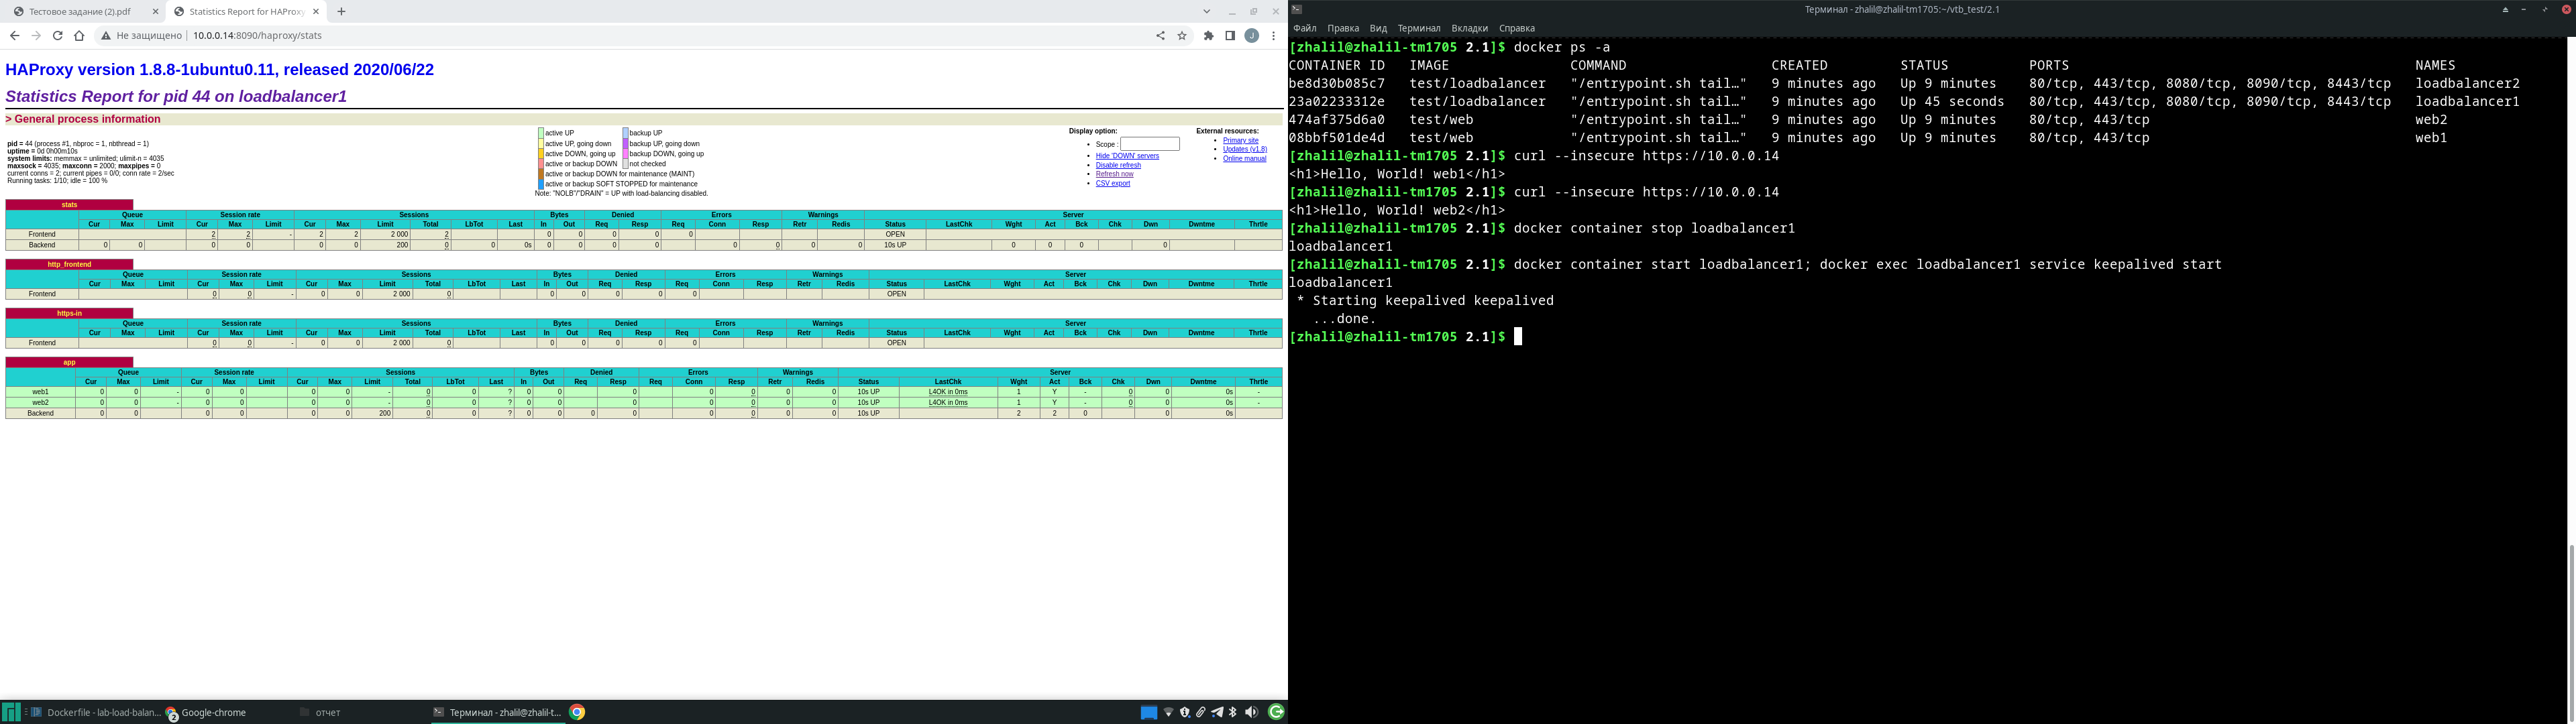 Тестовое задание (2).pdf
Statistics Report for HAProxy
Не защищено
10.0.0.14:8090/haproxy/stats
J
HAProxy version 1.8.8-1ubuntu0.11, released 2020/06/22
Statistics Report for pid 44 on loadbalancer1
> General process information
pid = 44 (process #1, nbproc = 1, nbthread = 1)
uptime = 0d 0h00m10s
system limits: memmax = unlimited; ulimit-n = 4035
maxsock = 4035; maxconn = 2000; maxpipes = 0
current conns = 2; current pipes = 0/0; conn rate = 2/sec
Running tasks: 1/10; idle = 100 %
active UP backup UP
active UP, going down backup UP, going down
active DOWN, going up backup DOWN, going up
active or backup DOWN not checked
active or backup DOWN for maintenance (MAINT)
active or backup SOFT STOPPED for maintenance
Note: "NOLB"/"DRAIN" = UP with load-balancing disabled.
Display option:
Scope :
Hide 'DOWN' servers
Disable refresh
Refresh now
CSV export
External resources:
Primary site
Updates (v1.8)
Online manual
stats
Queue Session rate Sessions Bytes Denied Errors Warnings Server
Cur Max Limit Cur Max Limit Cur Max Limit Total LbTot Last In Out Req Resp Req Conn Resp Retr Redis Status LastChk Wght Act Bck Chk Dwn Dwntme Thrtle
Frontend 2 2 - 2 2 2 000 2 0 0 0 0 0 OPEN
Backend 0 0 0 0 0 0 200 0 0 0s 0 0 0 0 0 0 0 0 10s UP 0 0 0 0
http_frontend
Queue Session rate Sessions Bytes Denied Errors Warnings Server
Cur Max Limit Cur Max Limit Cur Max Limit Total LbTot Last In Out Req Resp Req Conn Resp Retr Redis Status LastChk Wght Act Bck Chk Dwn Dwntme Thrtle
Frontend 0 0 - 0 0 2 000 0 0 0 0 0 0 OPEN
https-in
Queue Session rate Sessions Bytes Denied Errors Warnings Server
Cur Max Limit Cur Max Limit Cur Max Limit Total LbTot Last In Out Req Resp Req Conn Resp Retr Redis Status LastChk Wght Act Bck Chk Dwn Dwntme Thrtle
Frontend 0 0 - 0 0 2 000 0 0 0 0 0 0 OPEN
app
Queue Session rate Sessions Bytes Denied Errors Warnings Server
Cur Max Limit Cur Max Limit Cur Max Limit Total LbTot Last In Out Req Resp Req Conn Resp Retr Redis Status LastChk Wght Act Bck Chk Dwn Dwntme Thrtle
web1 0 0 - 0 0 0 0 - 0 0 ? 0 0 0 0 0 0 0 10s UP L4OK in 0ms 1 Y - 0 0 0s -
web2 0 0 - 0 0 0 0 - 0 0 ? 0 0 0 0 0 0 0 10s UP L4OK in 0ms 1 Y - 0 0 0s -
Backend 0 0 0 0 0 0 200 0 0 ? 0 0 0 0 0 0 0 0 10s UP 2 2 0 0 0s
Dockerfile - lab-load-balan...
2
Google-chrome
отчет
Терминал - zhalil@zhalil-t...
Терминал - zhalil@zhalil-tm1705:~/vtb_test/2.1
Файл Правка Вид Терминал Вкладки Справка
[zhalil@zhalil-tm1705 2.1]$ docker ps -a
CONTAINER ID IMAGE COMMAND CREATED STATUS PORTS NAMES
be8d30b085c7 test/loadbalancer "/entrypoint.sh tail…" 9 minutes ago Up 9 minutes 80/tcp, 443/tcp, 8080/tcp, 8090/tcp, 8443/tcp loadbalancer2
23a02233312e test/loadbalancer "/entrypoint.sh tail…" 9 minutes ago Up 45 seconds 80/tcp, 443/tcp, 8080/tcp, 8090/tcp, 8443/tcp loadbalancer1
474af375d6a0 test/web "/entrypoint.sh tail…" 9 minutes ago Up 9 minutes 80/tcp, 443/tcp web2
08bbf501de4d test/web "/entrypoint.sh tail…" 9 minutes ago Up 9 minutes 80/tcp, 443/tcp web1
[zhalil@zhalil-tm1705 2.1]$ curl --insecure https://10.0.0.14
<h1>Hello, World! web1</h1>
[zhalil@zhalil-tm1705 2.1]$ curl --insecure https://10.0.0.14
<h1>Hello, World! web2</h1>
[zhalil@zhalil-tm1705 2.1]$ docker container stop loadbalancer1
loadbalancer1
[zhalil@zhalil-tm1705 2.1]$ docker container start loadbalancer1; docker exec loadbalancer1 service keepalived start
loadbalancer1
* Starting keepalived keepalived
...done.
[zhalil@zhalil-tm1705 2.1]$